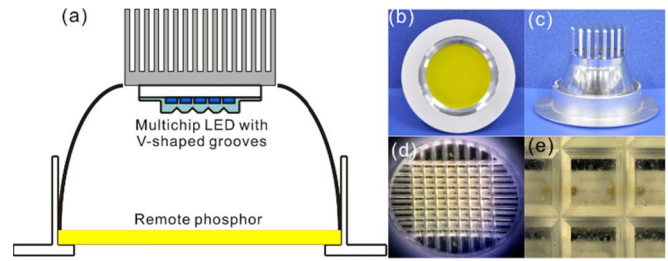 (a)
Multichip LED with
V-shaped grooves
Remote phosphor
(b)
(c)
(d)
(e)